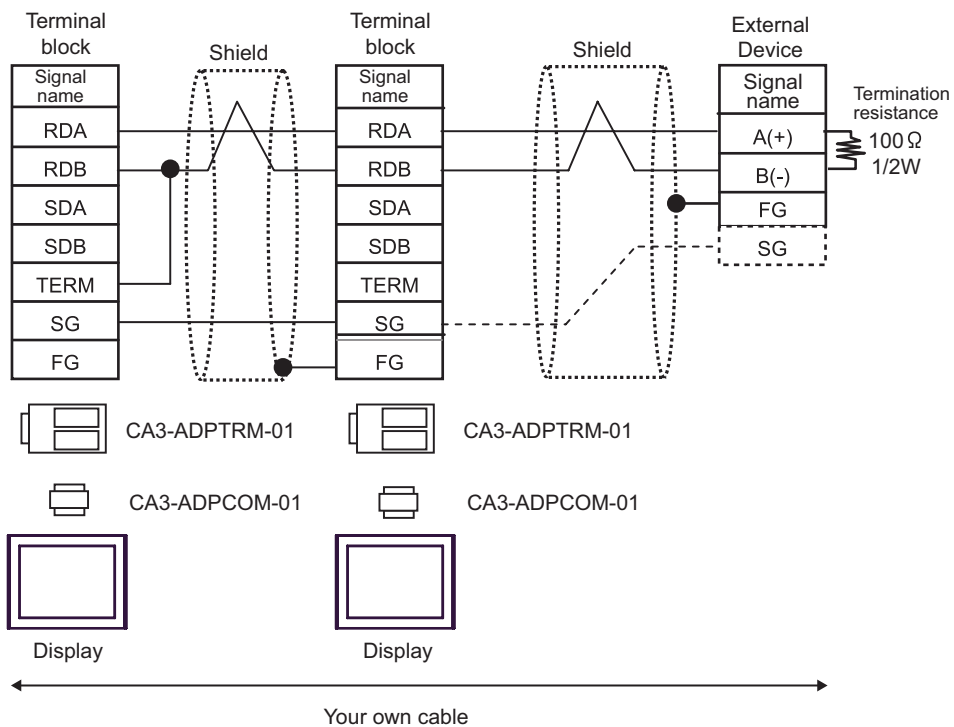 Terminal
block
Shield
Terminal
block
Shield
External
Device
Signal
name
RDA
RDB
SDA
SDB
TERM
SG
FG
Signal
name
RDA
RDB
SDA
SDB
TERM
SG
FG
Signal
name
A(+)
B(-)
FG
SG
Termination
resistance
100 Ω
1/2W
CA3-ADPTRM-01
CA3-ADPTRM-01
CA3-ADPCOM-01
CA3-ADPCOM-01
Display
Display
Your own cable